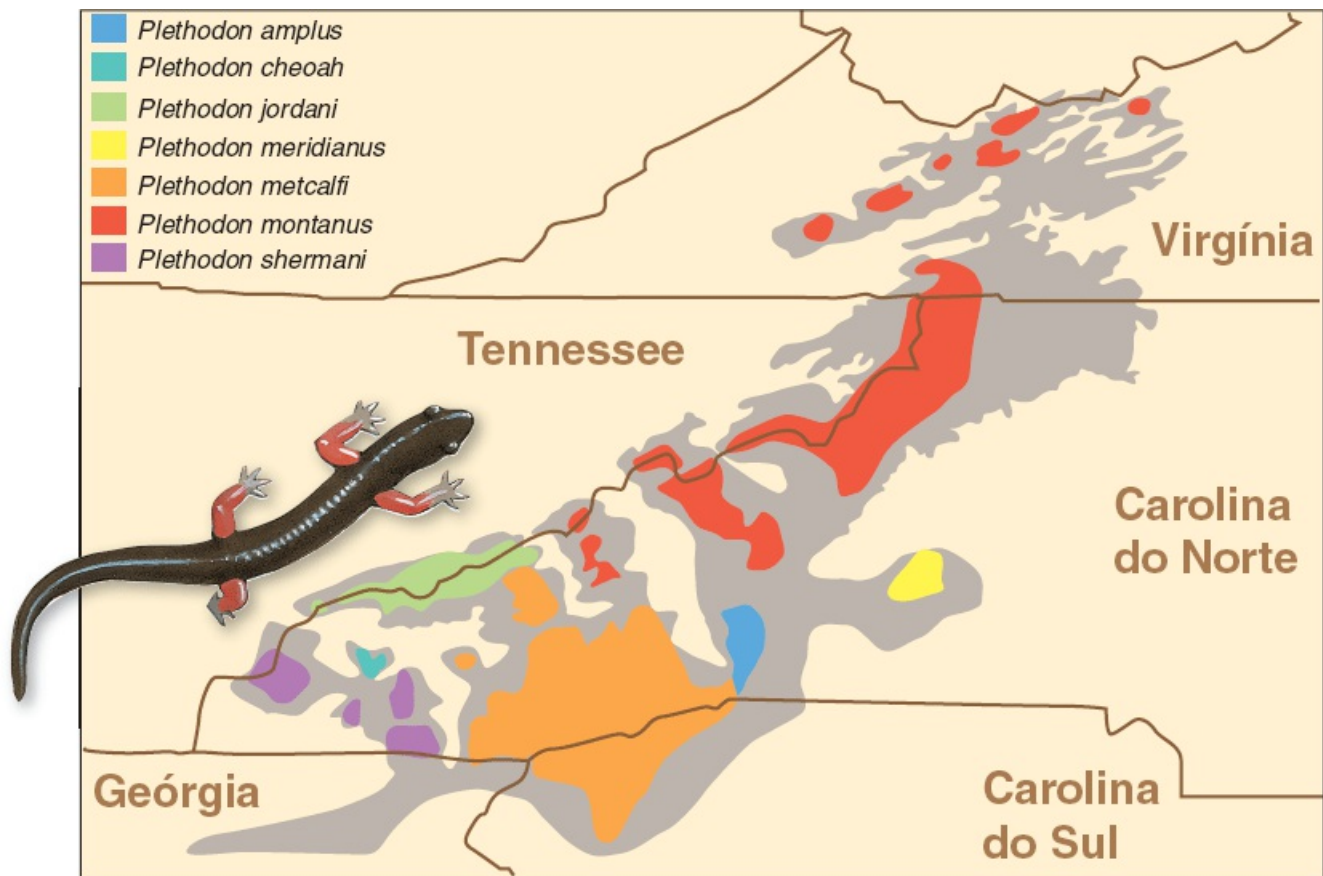 Plethodon amplus
Plethodon cheoah
Plethodon jordani
Plethodon meridianus
Plethodon metcalfi
Plethodon montanus
Plethodon shermani
Virgínia
Tennessee
Carolina
do Norte
Geórgia
Carolina
do Sul